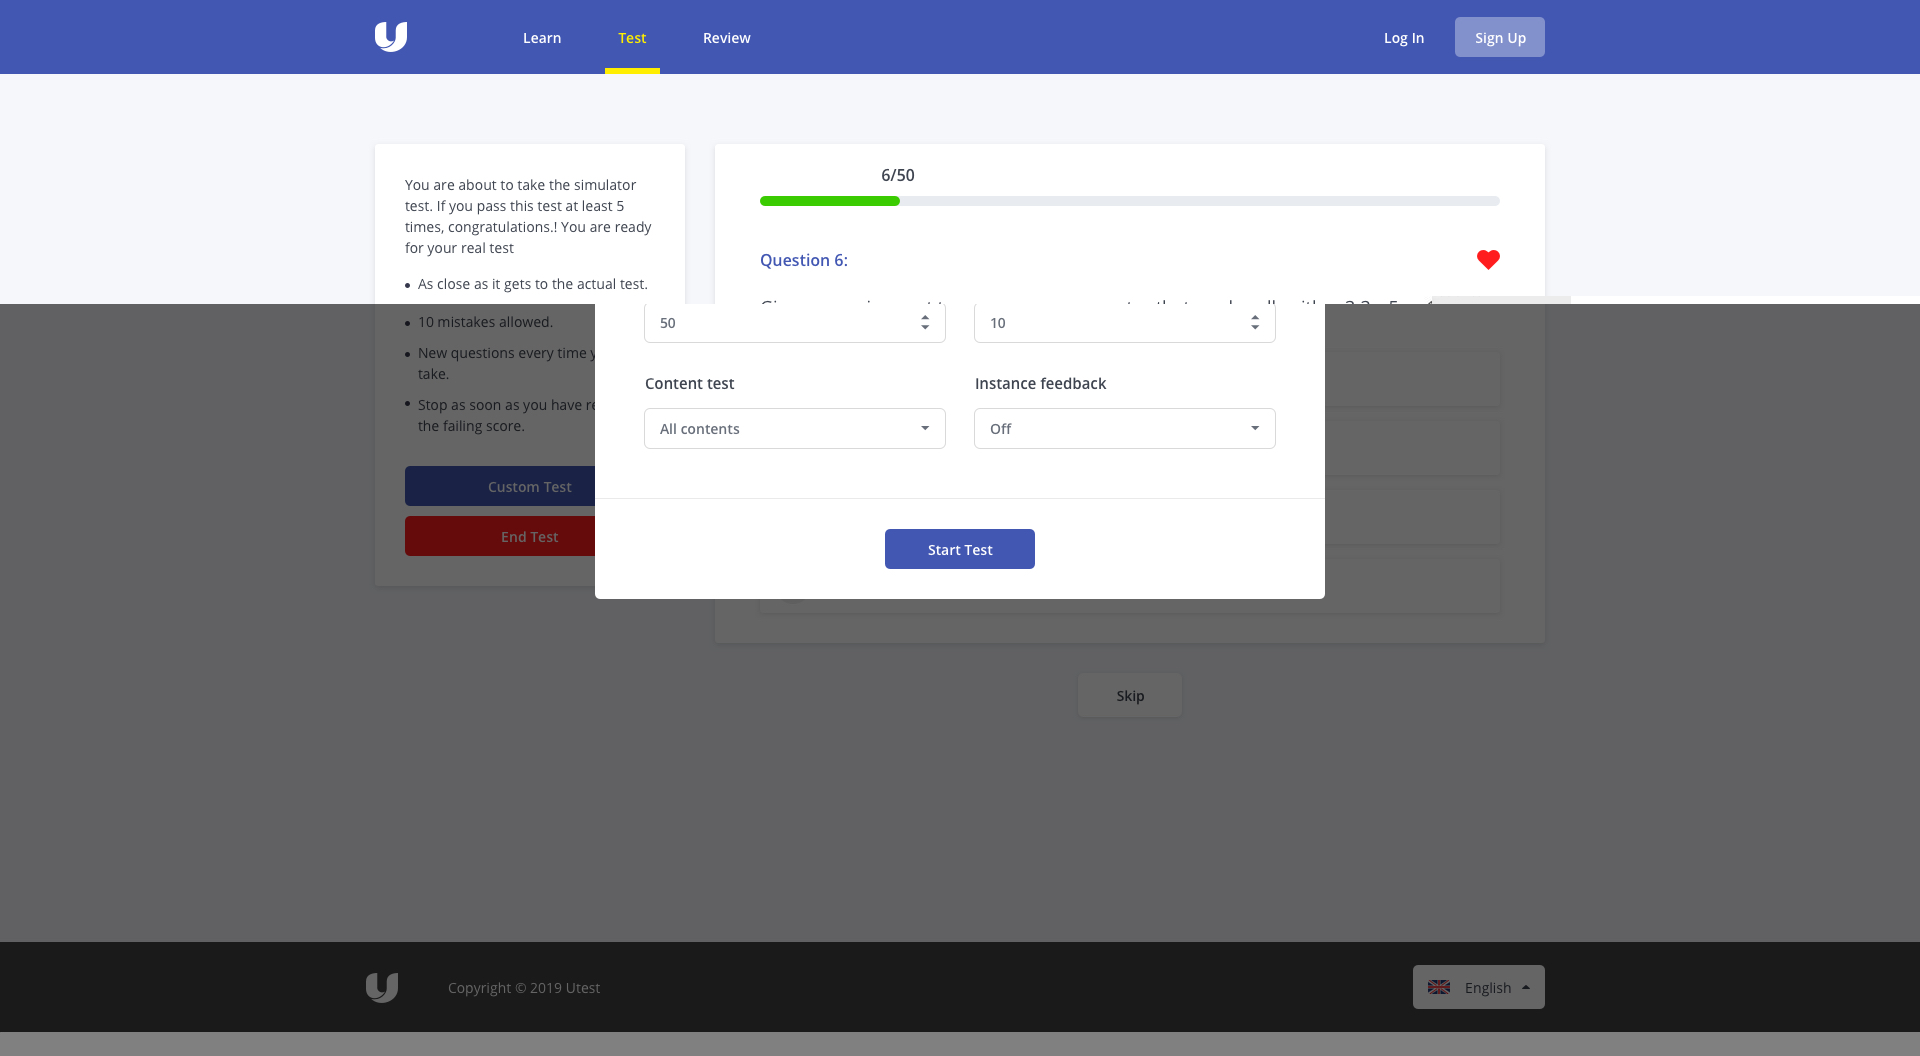 Learn
Test
Review
Log In
Sign Up
You are about to take the simulator
test. If you pass this test at least 5
times, congratulations.! You are ready
for your real test
As close as it gets to the actual test.
10 mistakes allowed.
New questions every time
take.
Stop as soon as you have
the failing score.
Custom Test
End Test
6/50
Question 6:
50
10
Content test
Instance feedback
All contents
Off
Start Test
Skip
Copyright © 2019 Utest
English